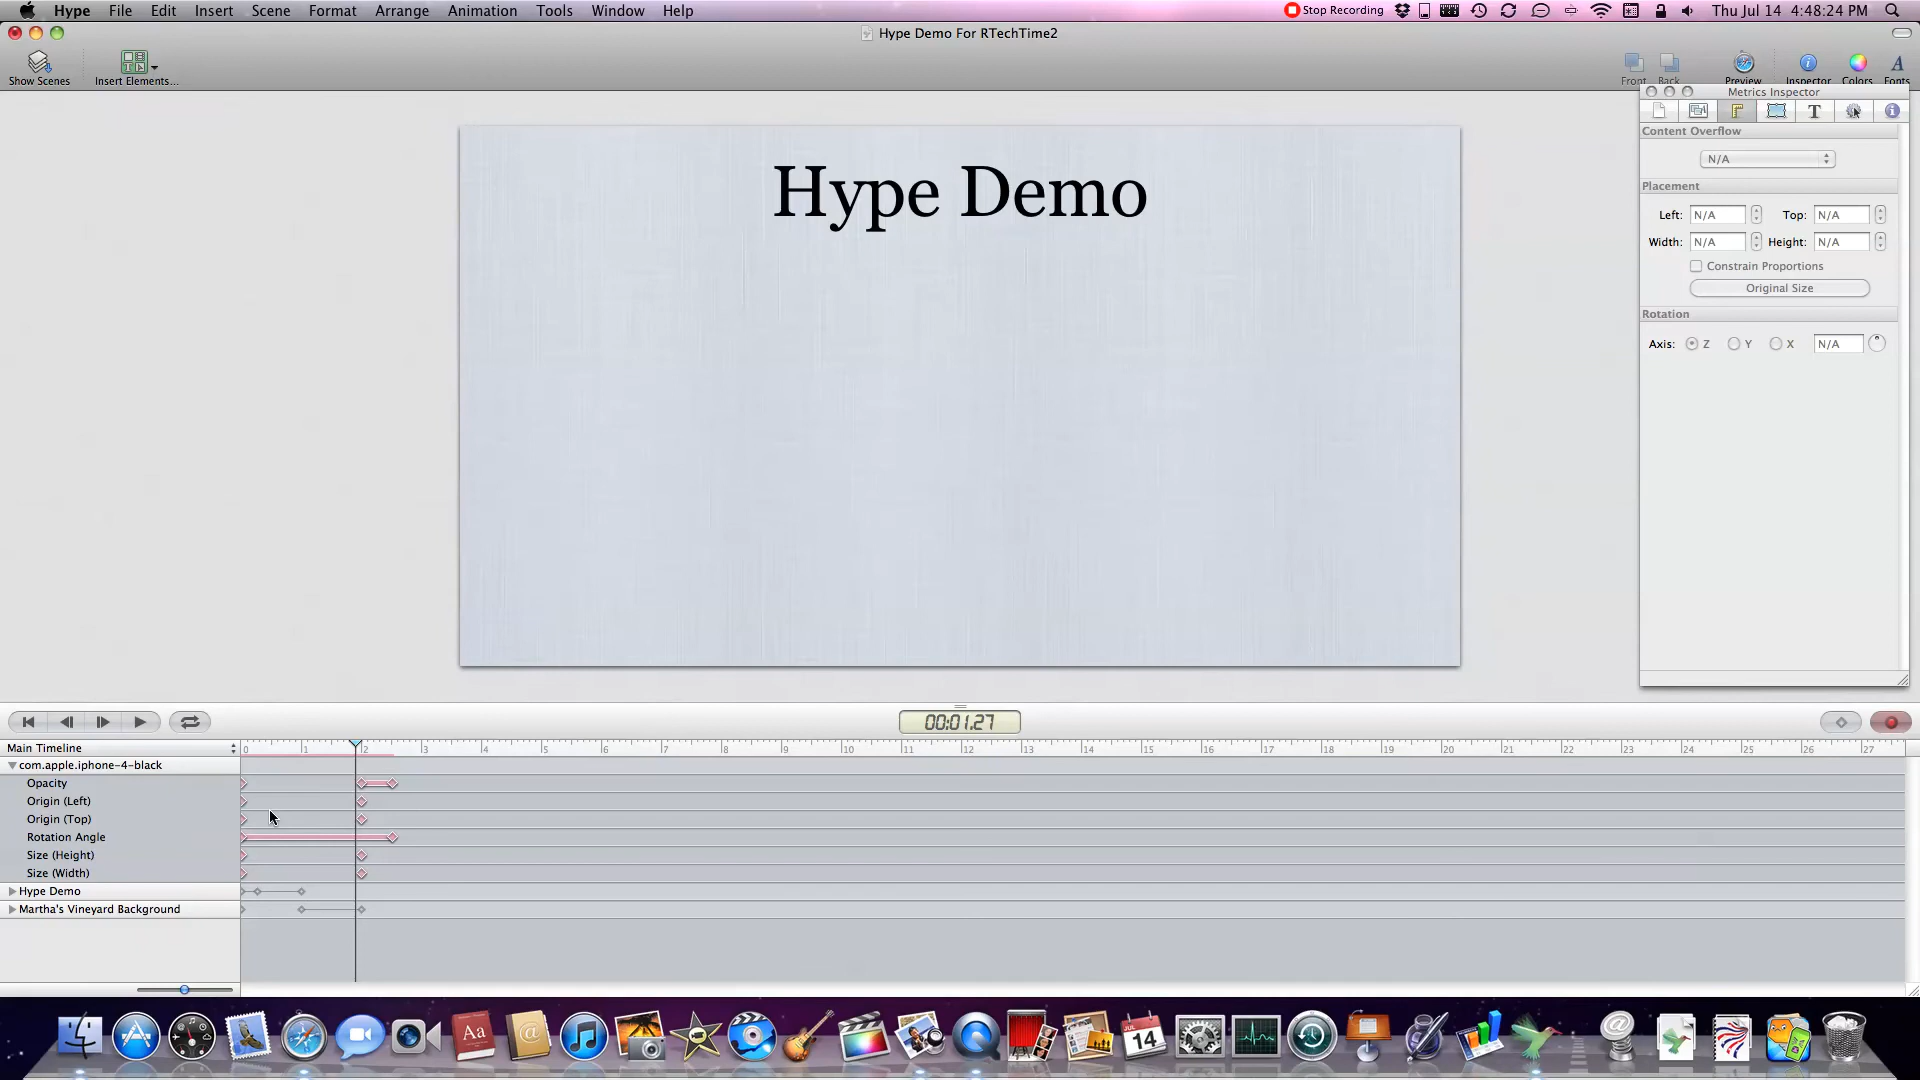 Hype File Edit Insert Scene Format Arrange Animation Tools Window Help Stop Recording Thu Jul 14 4:48:24 PM
Hype Demo For RTechTime2
Show Scenes Insert Elements... Front Back Preview Inspector Colors Fonts
Metrics Inspector
Content Overflow
N/A
Placement
Left: N/A Top: N/A
Width: N/A Height: N/A
Constrain Proportions
Original Size
Rotation
Axis: Z Y X N/A
Hype Demo
00:01.27
Main Timeline 0 1 2 3 4 5 6 7 8 9 10 11 12 13 14 15 16 17 18 19 20 21 22 23 24 25 26 27
com.apple.iphone-4-black
Opacity
Origin (Left)
Origin (Top)
Rotation Angle
Size (Height)
Size (Width)
Hype Demo
Martha's Vineyard Background
Aa
JUL
14